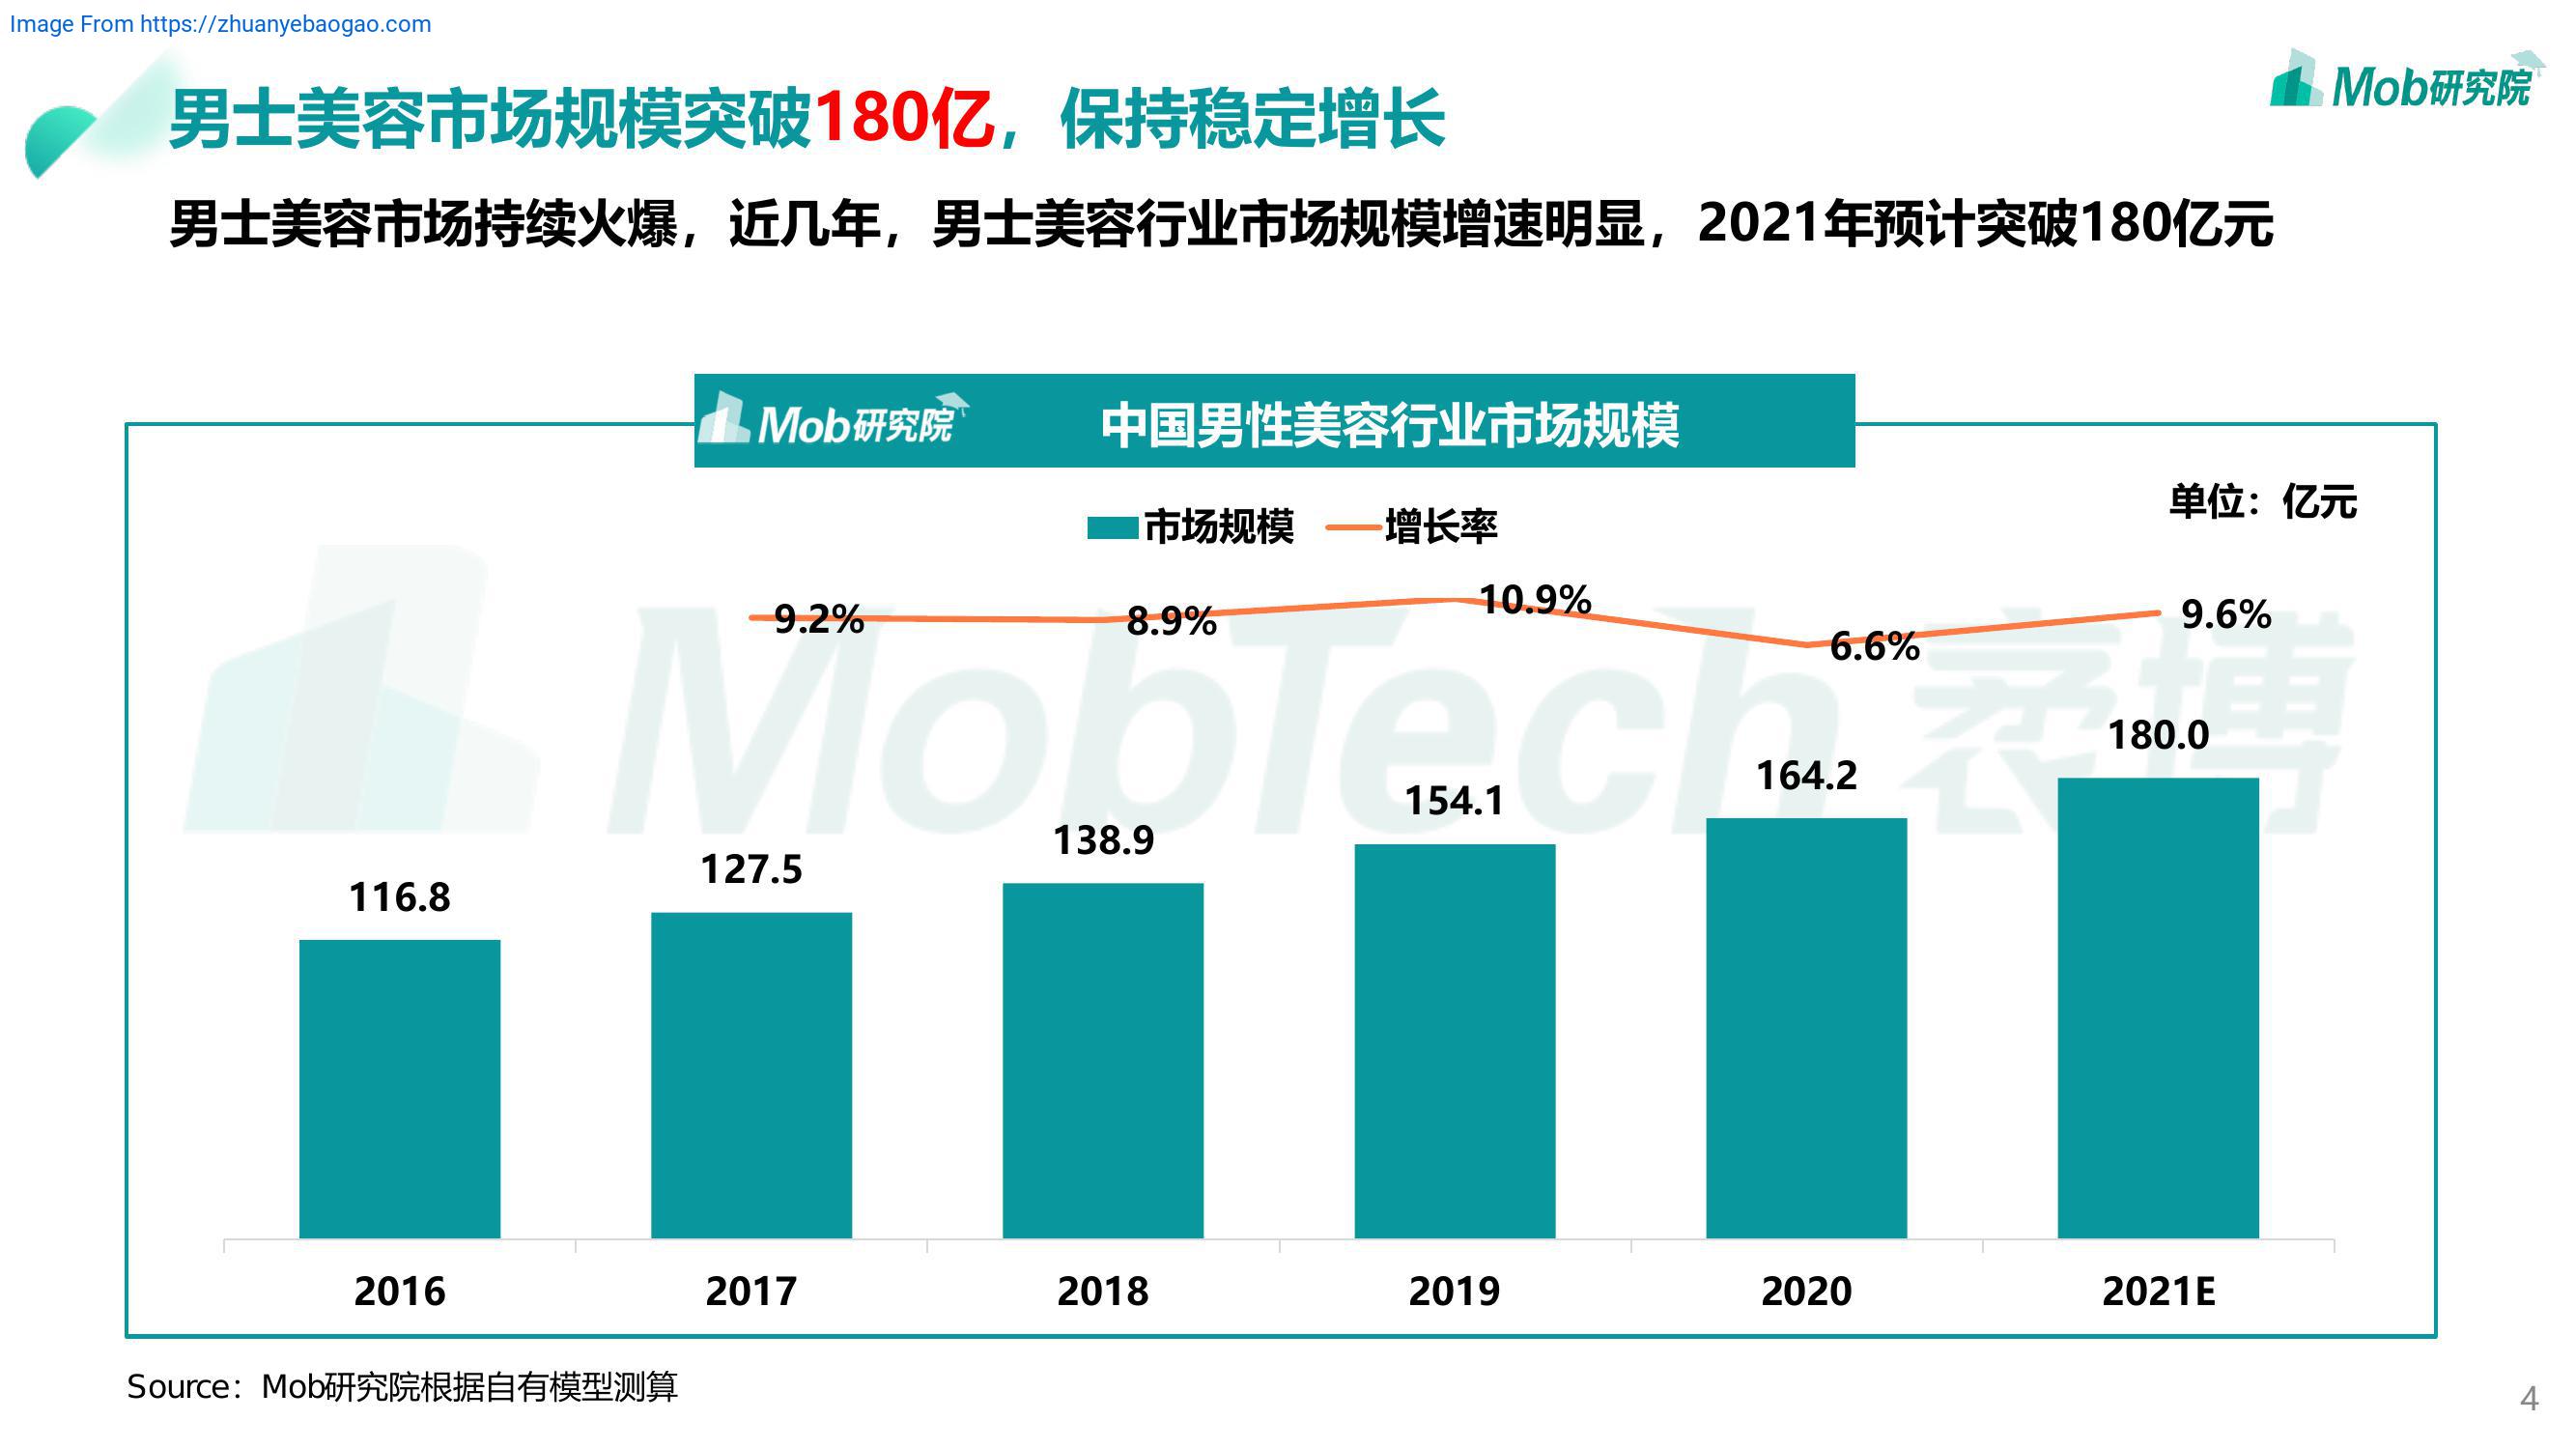 Image From https://zhuanyebaogao.com
Mob研究院
男士美容市场规模突破180亿，保持稳定增长
男士美容市场持续火爆，近几年，男士美容行业市场规模增速明显，2021年预计突破180亿元
Mob研究院
中国男性美容行业市场规模
单位：亿元
市场规模 增长率
9.2% 8.9% 10.9% 6.6% 9.6%
MobTech 袤博
116.8 127.5 138.9 154.1 164.2 180.0
2016 2017 2018 2019 2020 2021E
Source：Mob研究院根据自有模型测算
4